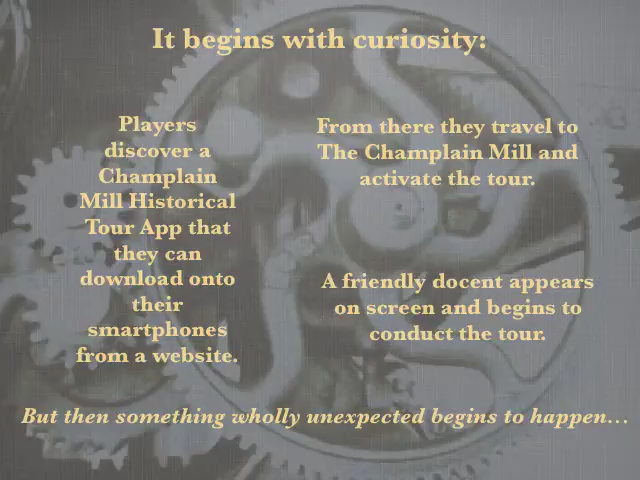 It begins with curiosity:
Players
discover a
Champlain
Mill Historical
Tour App that
they can
download onto
their
smartphones
from a website.
From there they travel to
The Champlain Mill and
activate the tour.
A friendly docent appears
on screen and begins to
conduct the tour.
But then something wholly unexpected begins to happen…